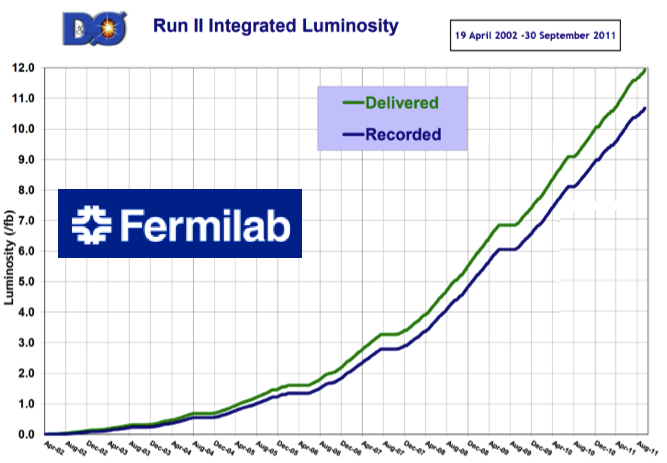 DØ
Run II Integrated Luminosity
19 April 2002 -30 September 2011
12.0
11.0
10.0
9.0
8.0
7.0
6.0
5.0
4.0
3.0
2.0
1.0
0.0
Luminosity (/fb)
Delivered
Recorded
Fermilab
Apr-02 Aug-02 Dec-02 Apr-03 Aug-03 Dec-03 Apr-04 Aug-04 Dec-04 Apr-05 Aug-05 Dec-05 Apr-06 Aug-06 Dec-06 Apr-07 Aug-07 Dec-07 Apr-08 Aug-08 Dec-08 Apr-09 Aug-09 Dec-09 Apr-10 Aug-10 Dec-10 Apr-11 Aug-11